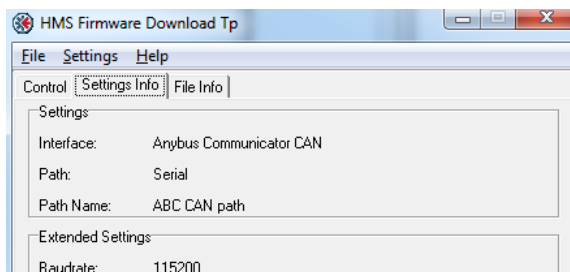 HMS Firmware Download Tp
File Settings Help
Control Settings Info File Info
Settings
Interface: Anybus Communicator CAN
Path: Serial
Path Name: ABC CAN path
Extended Settings
Baudrate: 115200